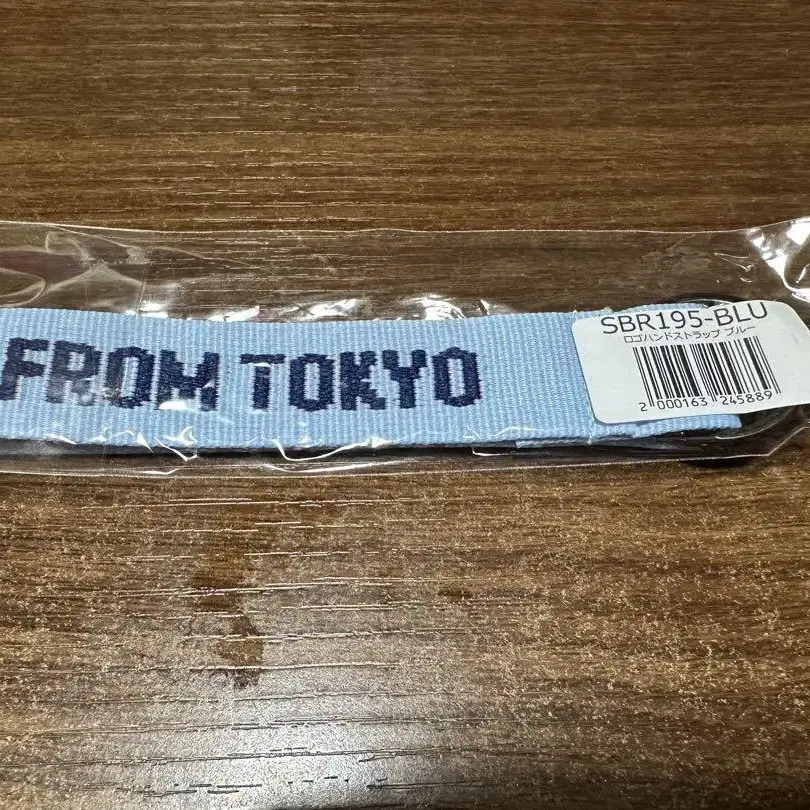 FROM TOKYO
SBR195-BLU
ロゴハンドストラップ ブルー
2 000163 245889